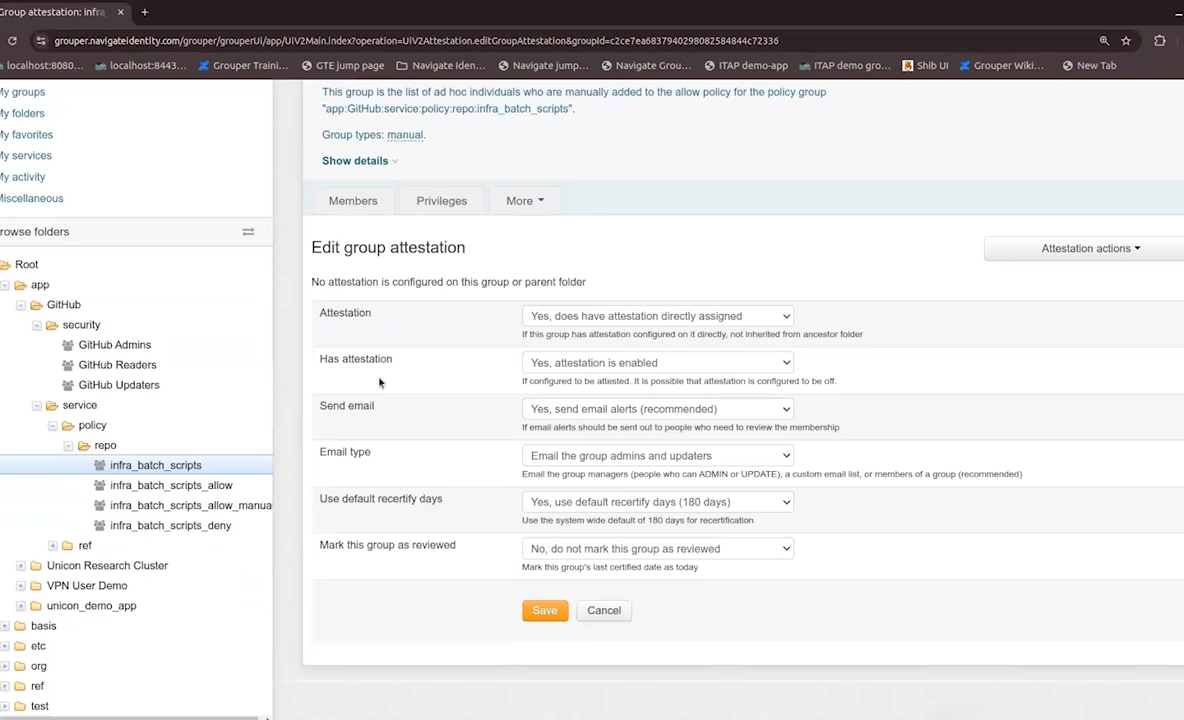 Group attestation: infra_
grouper.navigateidentity.com/grouper/grouperUi/app/UiV2Main.index?operation=UiV2Attestation.editGroupAttestation&groupId=c2ce7ea6837940298082584844c72336
localhost:8080... localhost:8443... Grouper Traini... GTE jump page Navigate Iden... Navigate jump... Navigate Grou... ITAP demo-app ITAP demo gro... Shib UI Grouper Wiki... New Tab
My groups
My folders
My favorites
My services
My activity
Miscellaneous
rowse folders
Root
app
GitHub
security
GitHub Admins
GitHub Readers
GitHub Updaters
service
policy
repo
infra_batch_scripts
infra_batch_scripts_allow
infra_batch_scripts_allow_manua
infra_batch_scripts_deny
ref
Unicon Research Cluster
VPN User Demo
unicon_demo_app
basis
etc
org
ref
test
This group is the list of ad hoc individuals who are manually added to the allow policy for the policy group
"app:GitHub:service:policy:repo:infra_batch_scripts".
Group types: manual.
Show details
Members Privileges More
Edit group attestation
Attestation actions
No attestation is configured on this group or parent folder
Attestation
Yes, does have attestation directly assigned
If this group has attestation configured on it directly, not inherited from ancestor folder
Has attestation
Yes, attestation is enabled
If configured to be attested. It is possible that attestation is configured to be off.
Send email
Yes, send email alerts (recommended)
If email alerts should be sent out to people who need to review the membership
Email type
Email the group admins and updaters
Email the group managers (people who can ADMIN or UPDATE), a custom email list, or members of a group (recommended)
Use default recertify days
Yes, use default recertify days (180 days)
Use the system wide default of 180 days for recertification
Mark this group as reviewed
No, do not mark this group as reviewed
Mark this group's last certified date as today
Save Cancel